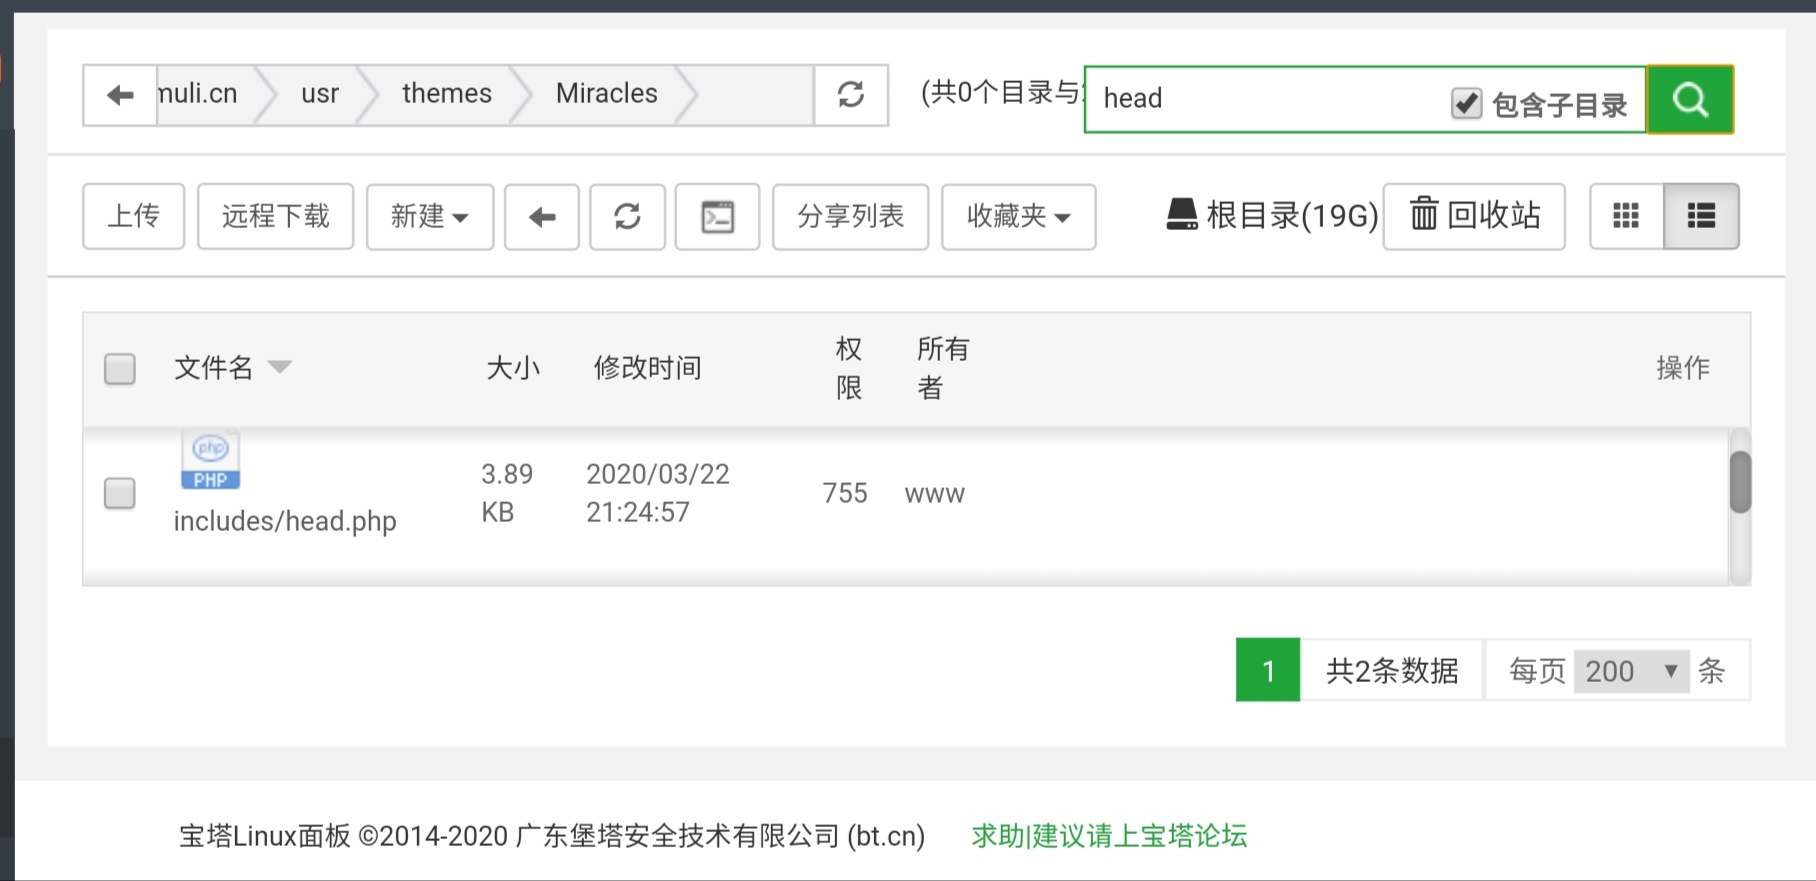 muli.cn usr themes Miracles (共0个目录与 head 包含子目录
上传 远程下载 新建 分享列表 收藏夹 根目录(19G) 回收站
文件名 大小 修改时间 权限 所有者 操作
php
PHP
includes/head.php 3.89 KB 2020/03/22 21:24:57 755 www
1 共2条数据 每页 200 条
宝塔Linux面板 ©2014-2020 广东堡塔安全技术有限公司 (bt.cn) 求助|建议请上宝塔论坛